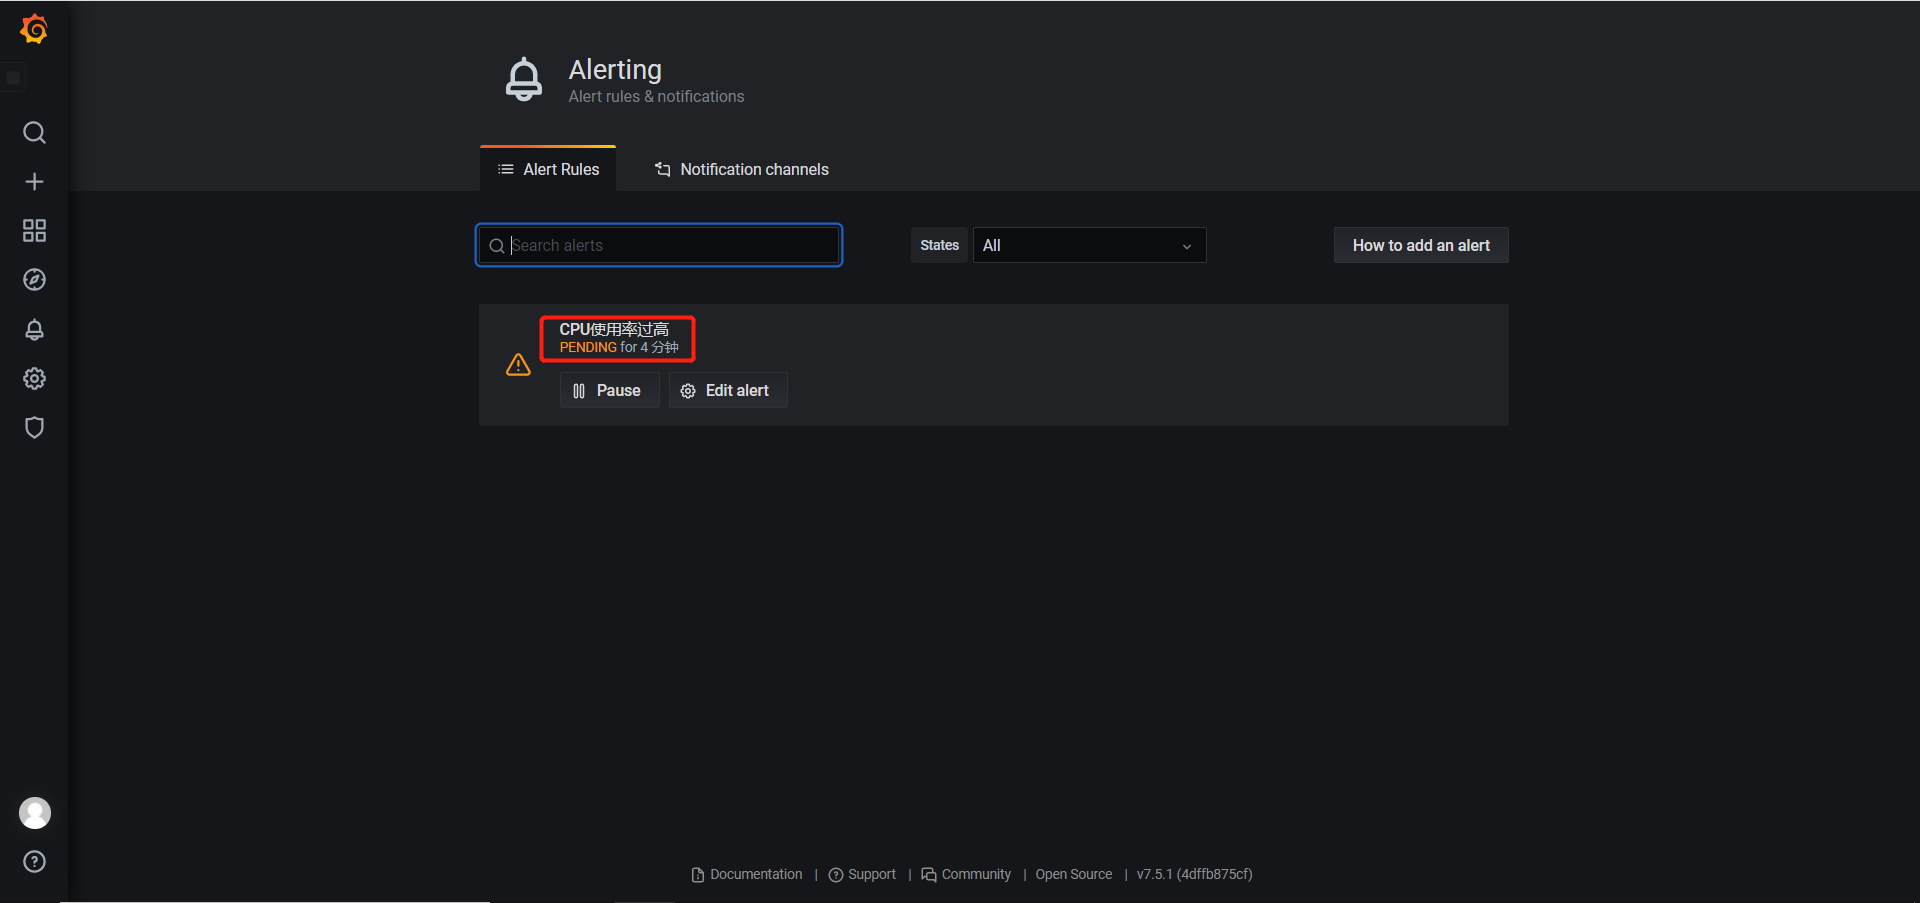 Alerting
Alert rules & notifications
Alert Rules
Notification channels
Search alerts
States
All
How to add an alert
CPU使用率过高
PENDING for 4 分钟
Pause
Edit alert
Documentation | Support | Community | Open Source | v7.5.1 (4dffb875cf)